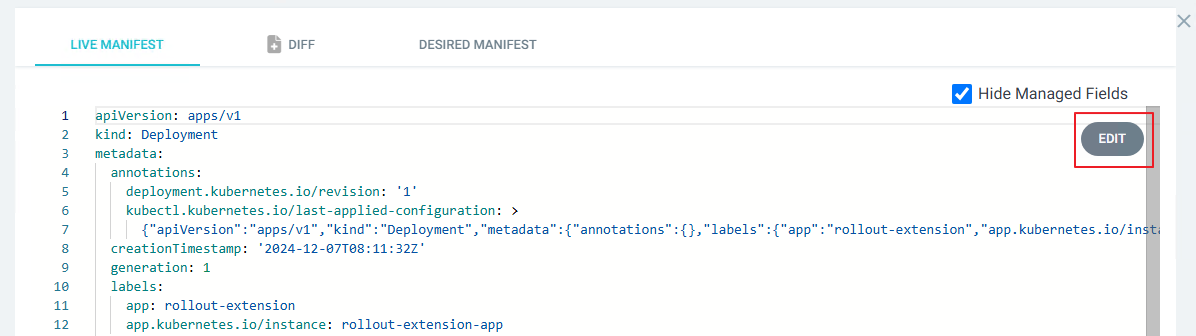 LIVE MANIFEST DIFF DESIRED MANIFEST
Hide Managed Fields
1 apiVersion: apps/v1
EDIT
2 kind: Deployment
3 metadata:
4 annotations:
5 deployment.kubernetes.io/revision: '1'
6 kubectl.kubernetes.io/last-applied-configuration: >
7 {"apiVersion":"apps/v1","kind":"Deployment","metadata":{"annotations":{},"labels":{"app":"rollout-extension","app.kubernetes.io/insta
8 creationTimestamp: '2024-12-07T08:11:32Z'
9 generation: 1
10 labels:
11 app: rollout-extension
12 app.kubernetes.io/instance: rollout-extension-app